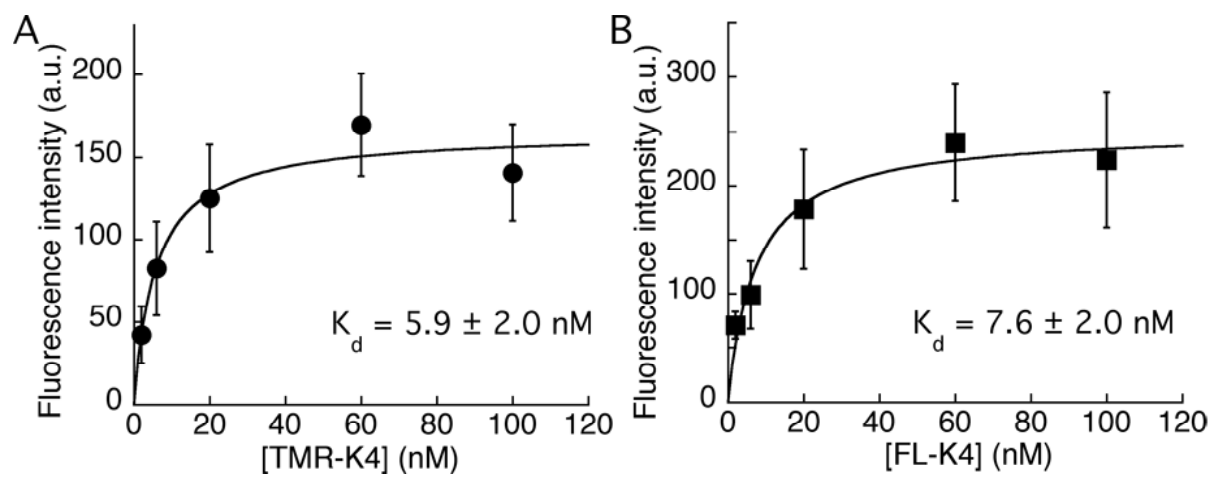 A
Fluorescence intensity (a.u.)
200
150
100
50
0
0 20 40 60 80 100 120
[TMR-K4] (nM)
K_d = 5.9 ± 2.0 nM
B
Fluorescence intensity (a.u.)
300
200
100
0
0 20 40 60 80 100 120
[FL-K4] (nM)
K_d = 7.6 ± 2.0 nM